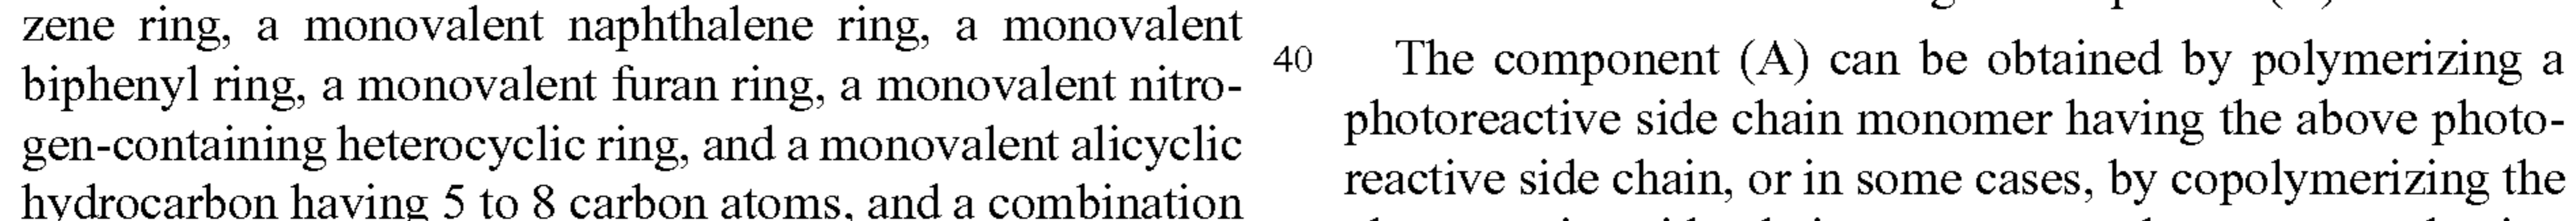 zene ring, a monovalent naphthalene ring, a monovalent
biphenyl ring, a monovalent furan ring, a monovalent nitro-
gen-containing heterocyclic ring, and a monovalent alicyclic
hydrocarbon having 5 to 8 carbon atoms, and a combination
40
The component (A) can be obtained by polymerizing a
photoreactive side chain monomer having the above photo-
reactive side chain, or in some cases, by copolymerizing the